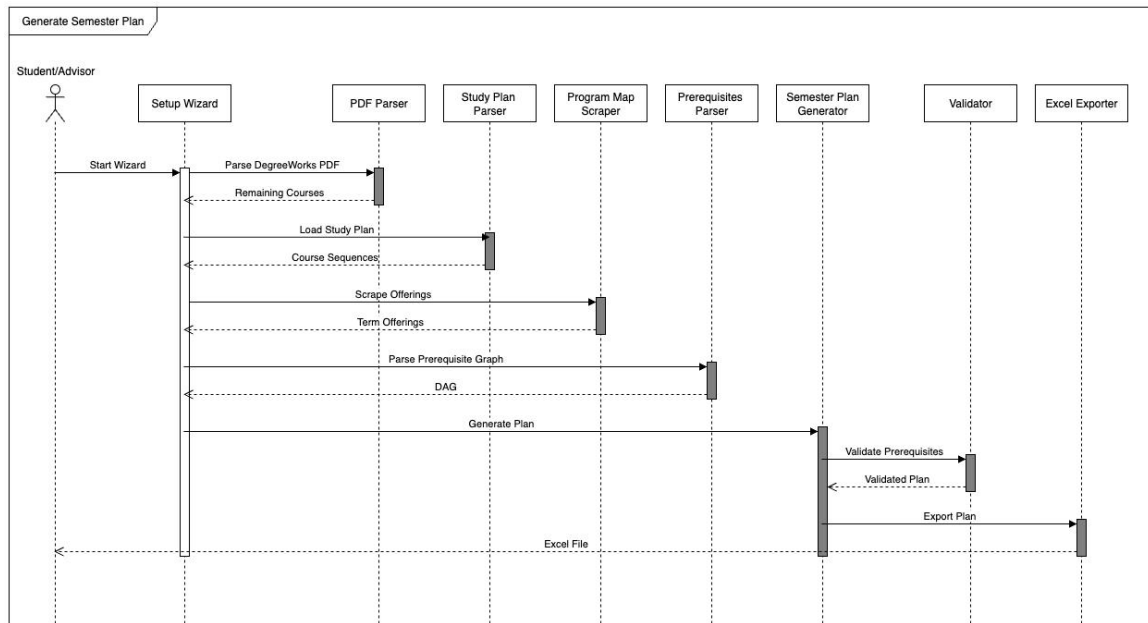 Generate Semester Plan
Student/Advisor
Setup Wizard
PDF Parser
Study Plan
Parser
Program Map
Scraper
Prerequisites
Parser
Semester Plan
Generator
Validator
Excel Exporter
Start Wizard
Parse DegreeWorks PDF
Remaining Courses
Load Study Plan
Course Sequences
Scrape Offerings
Term Offerings
Parse Prerequisite Graph
DAG
Generate Plan
Validate Prerequisites
Validated Plan
Export Plan
Excel File